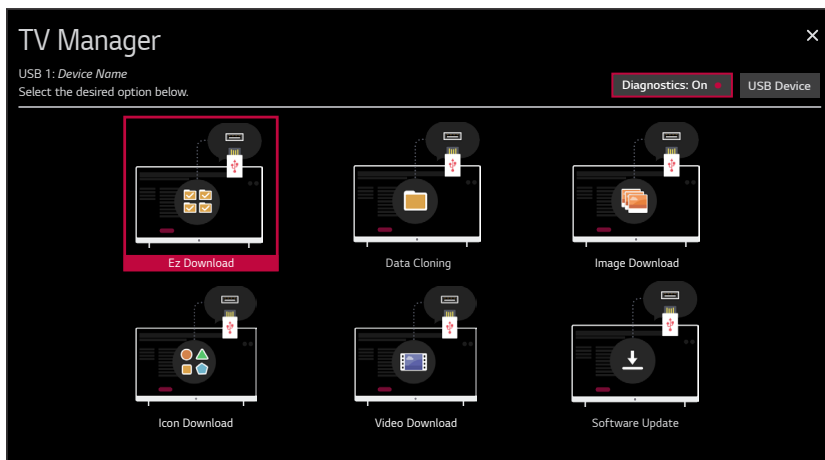 TV Manager
USB 1: Device Name
Select the desired option below.
Diagnostics: On
USB Device
Ez Download
Data Cloning
Image Download
Icon Download
Video Download
Software Update